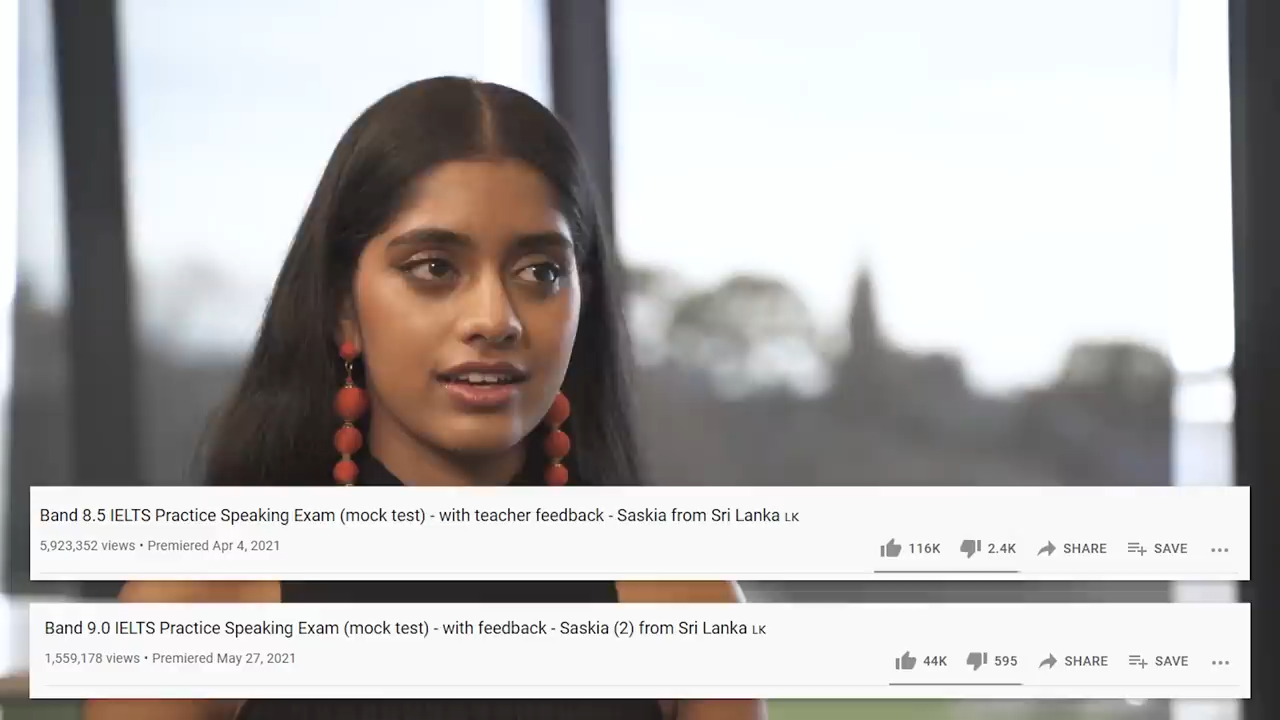 Band 8.5 IELTS Practice Speaking Exam (mock test) - with teacher feedback - Saskia from Sri Lanka LK
5,923,352 views • Premiered Apr 4, 2021
116K 2.4K SHARE SAVE ...
Band 9.0 IELTS Practice Speaking Exam (mock test) - with feedback - Saskia (2) from Sri Lanka LK
1,559,178 views • Premiered May 27, 2021
44K 595 SHARE SAVE ...